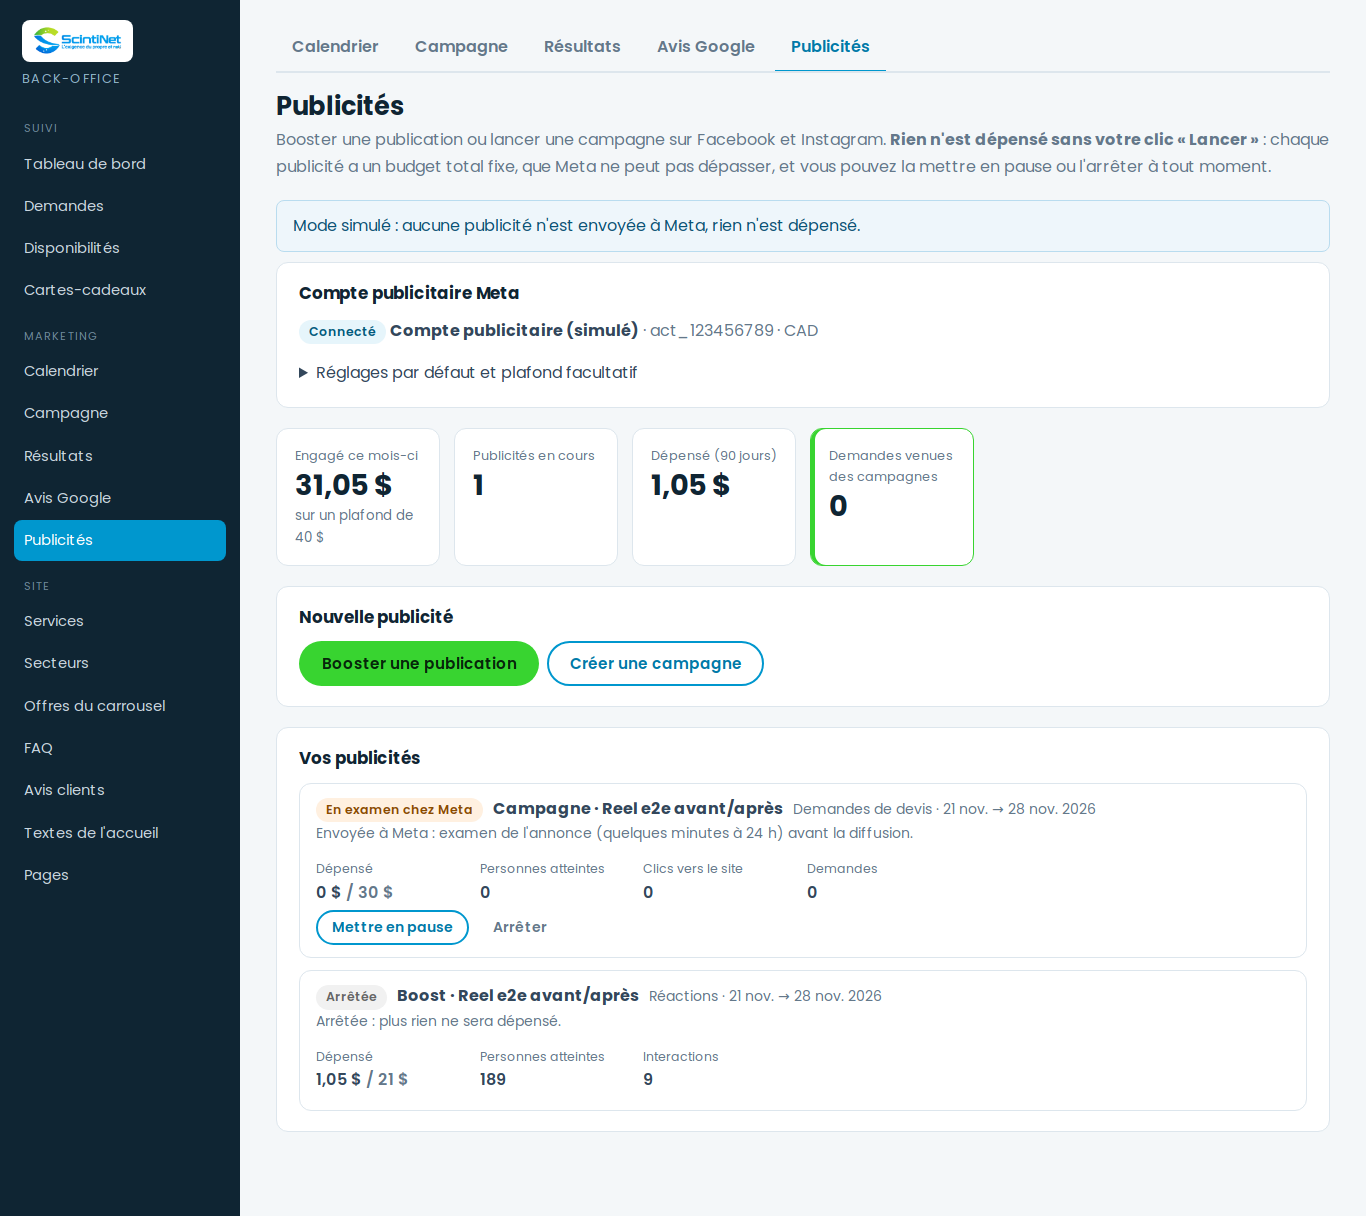 ScintiNet
L'exigence du propre et net
BACK-OFFICE
SUIVI
Tableau de bord
Demandes
Disponibilités
Cartes-cadeaux
MARKETING
Calendrier
Campagne
Résultats
Avis Google
Publicités
SITE
Services
Secteurs
Offres du carrousel
FAQ
Avis clients
Textes de l'accueil
Pages
Calendrier Campagne Résultats Avis Google Publicités
Publicités
Booster une publication ou lancer une campagne sur Facebook et Instagram. Rien n'est dépensé sans votre clic « Lancer » : chaque
publicité a un budget total fixe, que Meta ne peut pas dépasser, et vous pouvez la mettre en pause ou l'arrêter à tout moment.
Mode simulé : aucune publicité n'est envoyée à Meta, rien n'est dépensé.
Compte publicitaire Meta
Connecté Compte publicitaire (simulé) · act_123456789 · CAD
▶ Réglages par défaut et plafond facultatif
Engagé ce mois-ci
31,05 $
sur un plafond de
40 $
Publicités en cours
1
Dépensé (90 jours)
1,05 $
Demandes venues
des campagnes
0
Nouvelle publicité
Booster une publication Créer une campagne
Vos publicités
En examen chez Meta Campagne · Reel e2e avant/après Demandes de devis · 21 nov. → 28 nov. 2026
Envoyée à Meta : examen de l'annonce (quelques minutes à 24 h) avant la diffusion.
Dépensé Personnes atteintes Clics vers le site Demandes
0 $ / 30 $ 0 0 0
Mettre en pause Arrêter
Arrêtée Boost · Reel e2e avant/après Réactions · 21 nov. → 28 nov. 2026
Arrêtée : plus rien ne sera dépensé.
Dépensé Personnes atteintes Interactions
1,05 $ / 21 $ 189 9